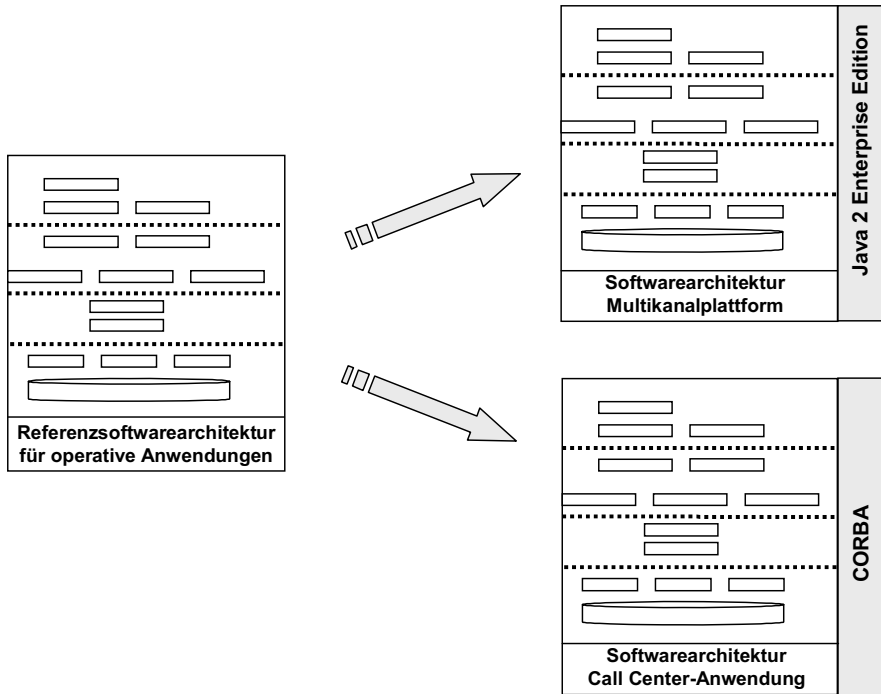 Referenzsoftwarearchitektur
für operative Anwendungen
Softwarearchitektur
Multikanalplattform
Java 2 Enterprise Edition
Softwarearchitektur
Call Center-Anwendung
CORBA